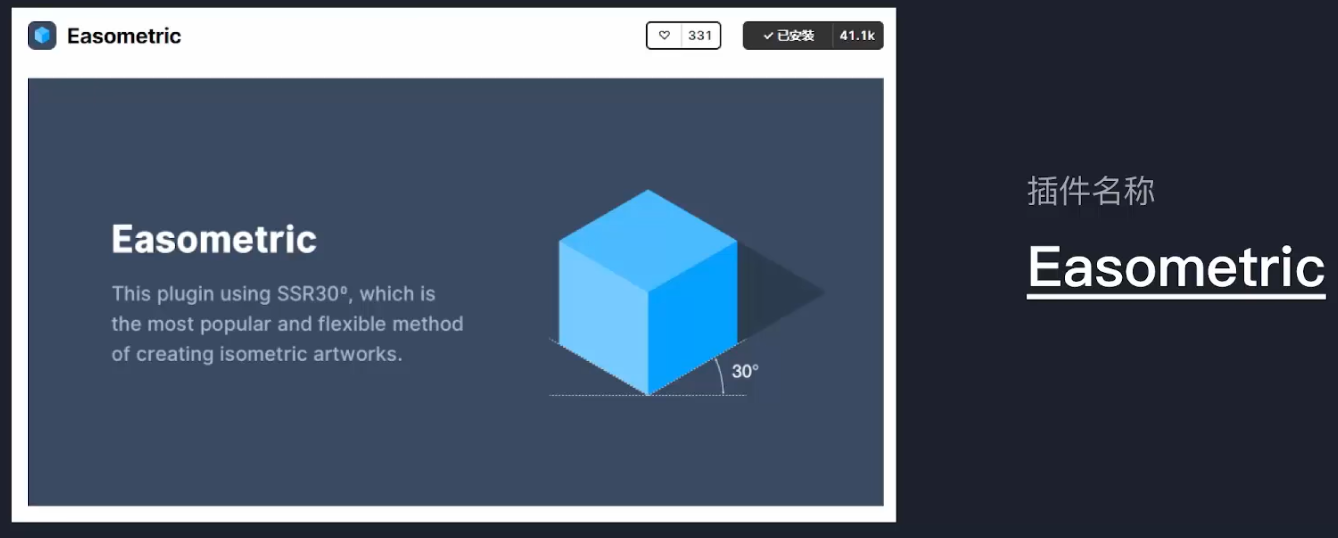 Easometric
331
已安装
41.1k
Easometric
This plugin using SSR30º, which is
the most popular and flexible method
of creating isometric artworks.
30°
插件名称
Easometric